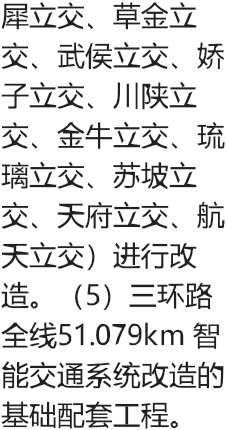 犀立交、草金立
交、武侯立交、娇
子立交、川陕立
交、金牛立交、琉
璃立交、苏坡立
交、天府立交、航
天立交）进行改
造。（5）三环路
全线51.079km 智
能交通系统改造的
基础配套工程。